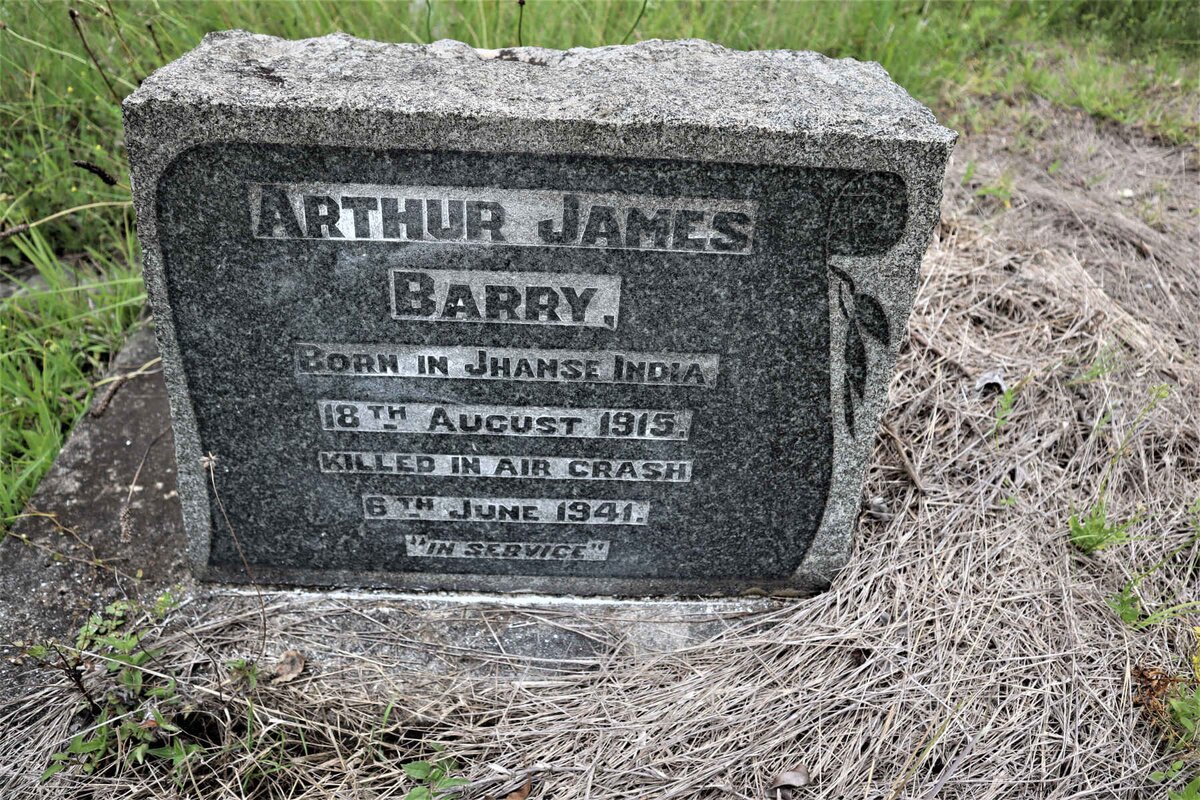 ARTHUR JAMES
BARRY,
BORN IN JHANSE INDIA
18TH AUGUST 1915.
KILLED IN AIR CRASH
6TH JUNE 1941.
"IN SERVICE"